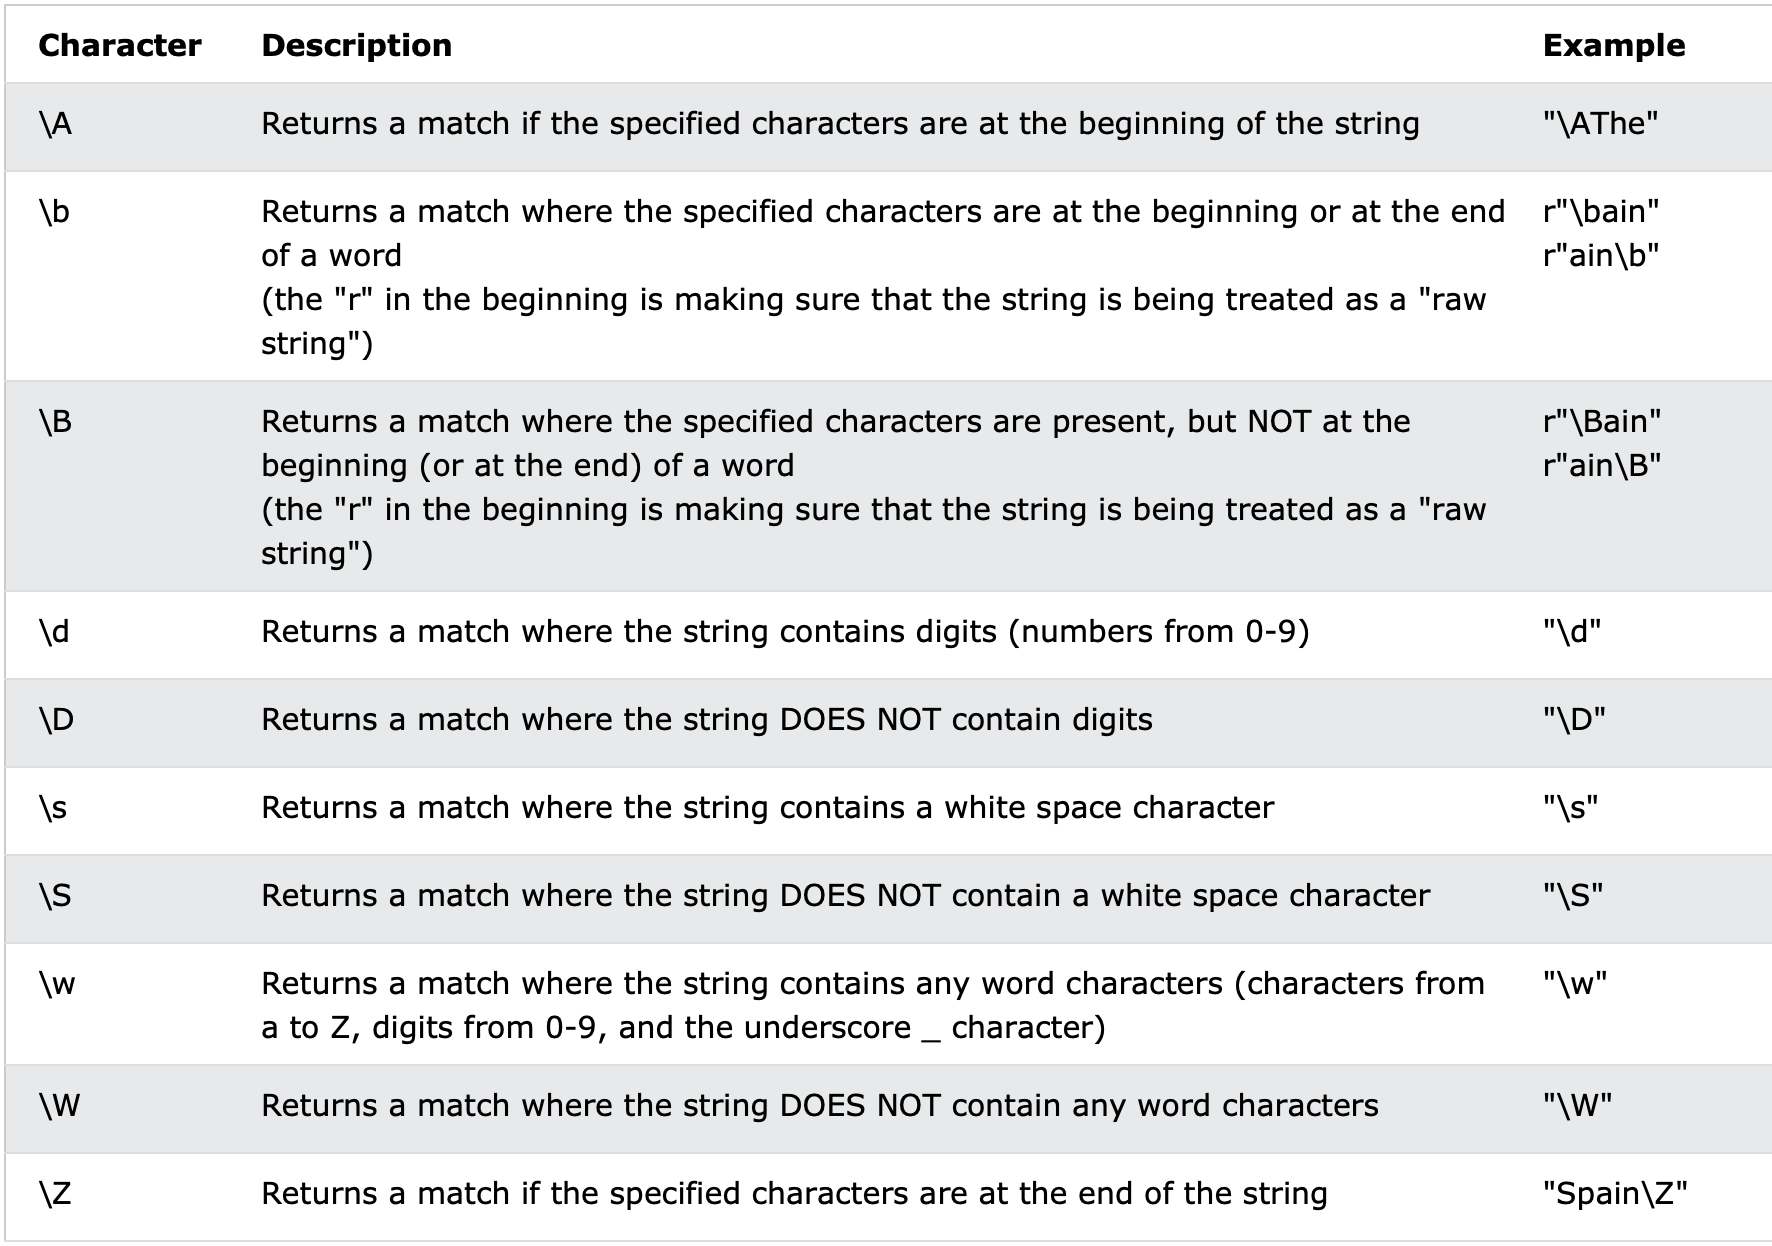 Character Description Example
\A Returns a match if the specified characters are at the beginning of the string "\AThe"
\b Returns a match where the specified characters are at the beginning or at the end r"\bain"
of a word r"ain\b"
(the "r" in the beginning is making sure that the string is being treated as a "raw
string")
\B Returns a match where the specified characters are present, but NOT at the r"\Bain"
beginning (or at the end) of a word r"ain\B"
(the "r" in the beginning is making sure that the string is being treated as a "raw
string")
\d Returns a match where the string contains digits (numbers from 0-9) "\d"
\D Returns a match where the string DOES NOT contain digits "\D"
\s Returns a match where the string contains a white space character "\s"
\S Returns a match where the string DOES NOT contain a white space character "\S"
\w Returns a match where the string contains any word characters (characters from "\w"
a to Z, digits from 0-9, and the underscore _ character)
\W Returns a match where the string DOES NOT contain any word characters "\W"
\Z Returns a match if the specified characters are at the end of the string "Spain\Z"